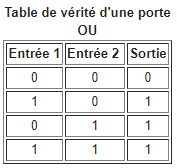 Table de vérité d'une porte
OU
Entrée 1 Entrée 2 Sortie
0 0 0
1 0 1
0 1 1
1 1 1